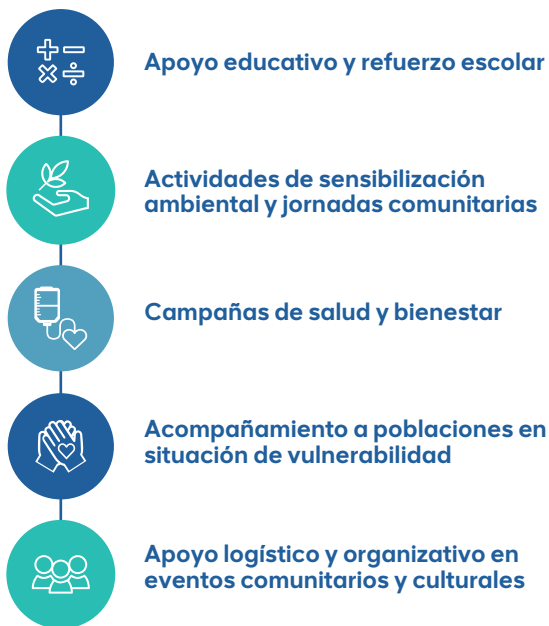 Apoyo educativo y refuerzo escolar
Actividades de sensibilización
ambiental y jornadas comunitarias
Campañas de salud y bienestar
Acompañamiento a poblaciones en
situación de vulnerabilidad
Apoyo logístico y organizativo en
eventos comunitarios y culturales